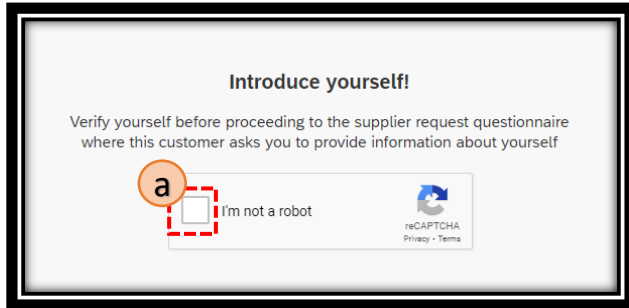 Introduce yourself!
Verify yourself before proceeding to the supplier request questionnaire
where this customer asks you to provide information about yourself
a
I'm not a robot
reCAPTCHA
Privacy - Terms